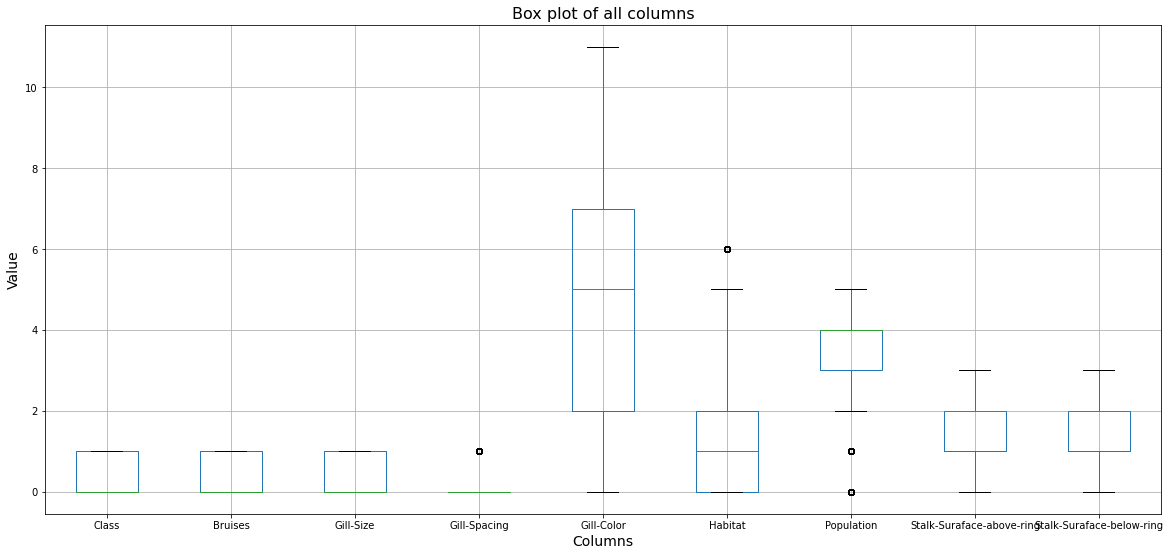 Box plot of all columns
Value
10
8
6
4
2
0
Class Bruises Gill-Size Gill-Spacing Gill-Color Habitat Population Stalk-Suraface-above-ring Stalk-Suraface-below-ring
Columns